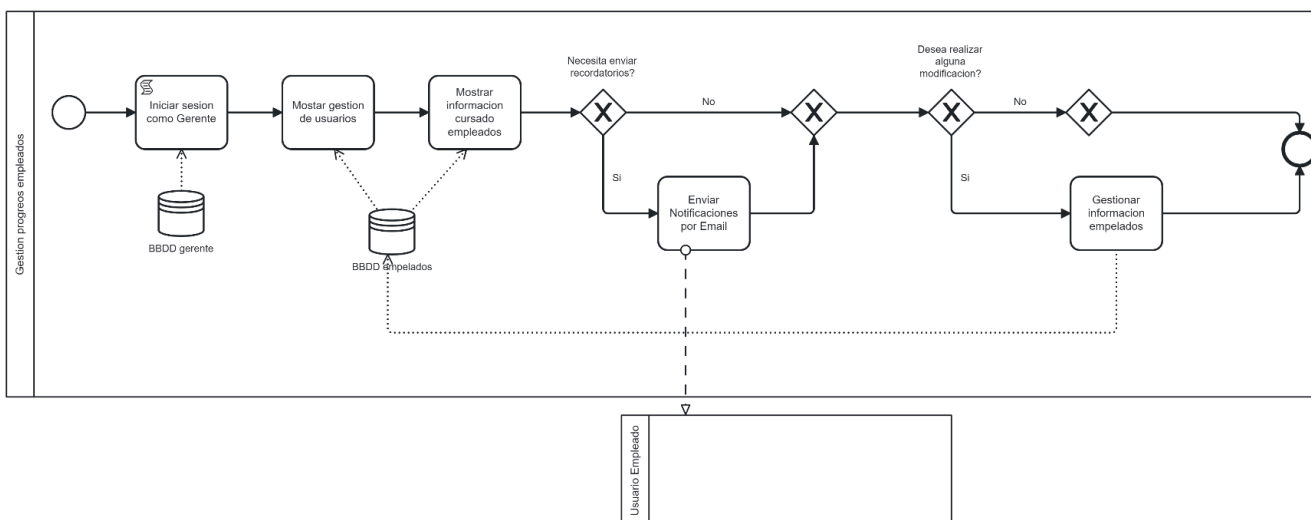 Gestion progreos empleados
Iniciar sesion
como Gerente
Mostar gestion
de usuarios
Mostrar
informacion
cursado
empleados
Necesita enviar
recordatorios?
No
Si
Enviar
Notificaciones
por Email
Desea realizar
alguna
modificacion?
No
Si
Gestionar
informacion
empelados
BBDD gerente
BBDD empelados
Usuario Empleado